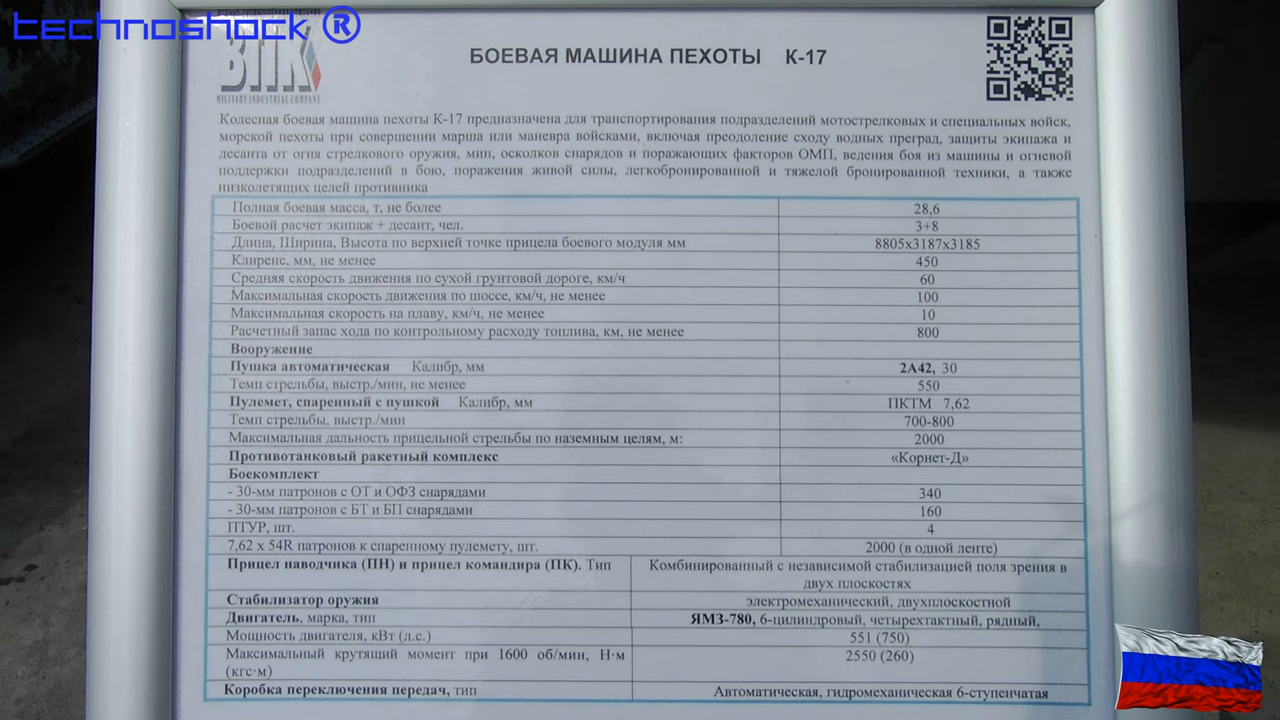 technoshock ®
ВПК
MILITARY INDUSTRIAL COMPANY
БОЕВАЯ МАШИНА ПЕХОТЫ К-17
Колесная боевая машина пехоты К-17 предназначена для транспортирования подразделений мотострелковых и специальных войск,
морской пехоты при совершении марша или маневра войсками, включая преодоление сходу водных преград, защиты экипажа и
десанта от огня стрелкового оружия, мин, осколков снарядов и поражающих факторов ОМП, ведения боя из машины и огневой
поддержки подразделений в бою, поражения живой силы, легкобронированной и тяжелой бронированной техники, а также
низколетящих целей противника
Полная боевая масса, т, не более 28,6
Боевой расчет экипаж + десант, чел. 3+8
Длина, Ширина, Высота по верхней точке прицела боевого модуля мм 8805х3187х3185
Клиренс, мм, не менее 450
Средняя скорость движения по сухой грунтовой дороге, км/ч 60
Максимальная скорость движения по шоссе, км/ч, не менее 100
Максимальная скорость на плаву, км/ч, не менее 10
Расчетный запас хода по контрольному расходу топлива, км, не менее 800
Вооружение
Пушка автоматическая Калибр, мм 2А42, 30
Темп стрельбы, выстр./мин, не менее 550
Пулемет, спаренный с пушкой Калибр, мм ПКТМ 7,62
Темп стрельбы, выстр./мин 700-800
Максимальная дальность прицельной стрельбы по наземным целям, м: 2000
Противотанковый ракетный комплекс «Корнет-Д»
Боекомплект
- 30-мм патронов с ОТ и ОФЗ снарядами 340
- 30-мм патронов с БТ и БП снарядами 160
ПТУР, шт. 4
7,62 х 54R патронов к спаренному пулемету, шт. 2000 (в одной ленте)
Прицел наводчика (ПН) и прицел командира (ПК). Тип Комбинированный с независимой стабилизацией поля зрения в
двух плоскостях
Стабилизатор оружия электромеханический, двухплоскостной
Двигатель, марка, тип ЯМЗ-780, 6-цилиндровый, четырехтактный, рядный,
Мощность двигателя, кВт (л.с.) 551 (750)
Максимальный крутящий момент при 1600 об/мин, Н·м 2550 (260)
(кгс·м)
Коробка переключения передач, тип Автоматическая, гидромеханическая 6-ступенчатая